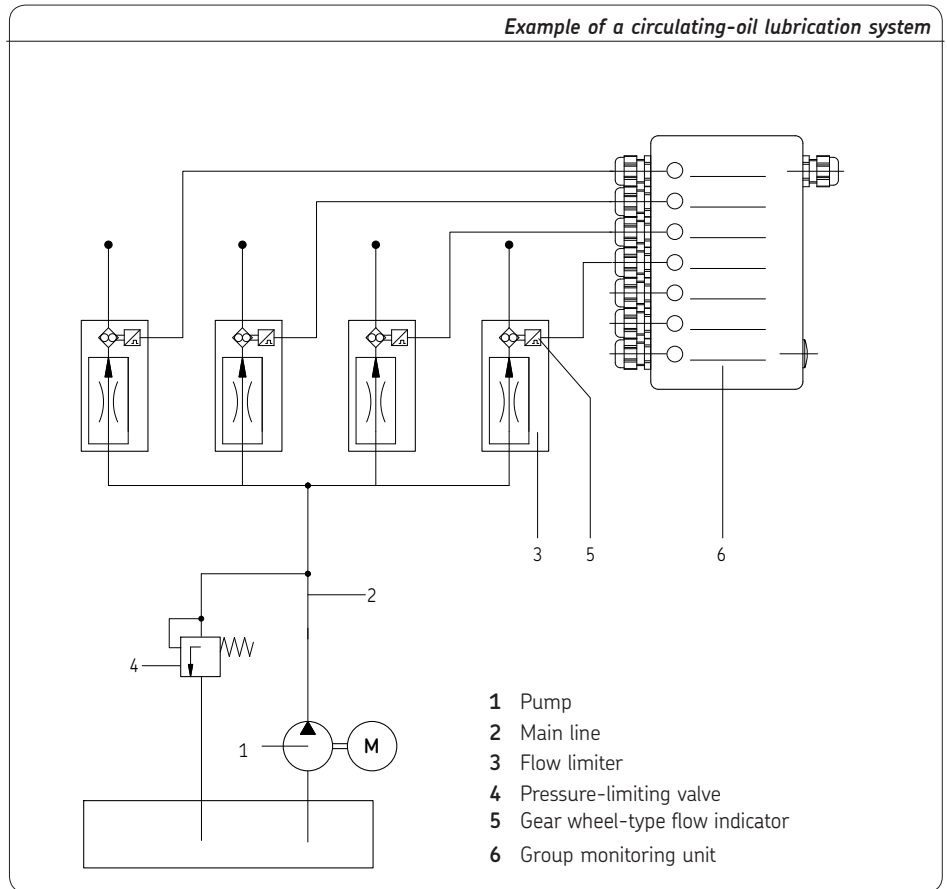 Example of a circulating-oil lubrication system
3
5
6
2
4
1
M
1 Pump
2 Main line
3 Flow limiter
4 Pressure-limiting valve
5 Gear wheel-type flow indicator
6 Group monitoring unit